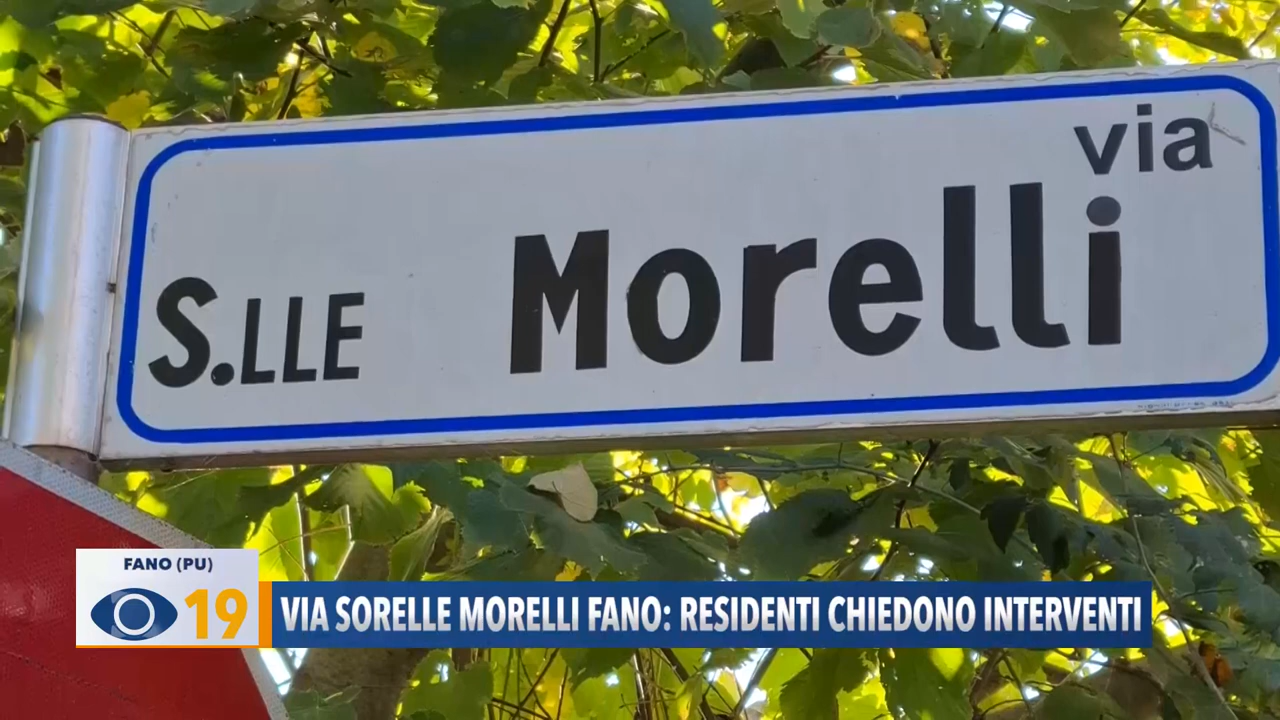 via
S.LLE Morelli
FANO (PU)
19
VIA SORELLE MORELLI FANO: RESIDENTI CHIEDONO INTERVENTI